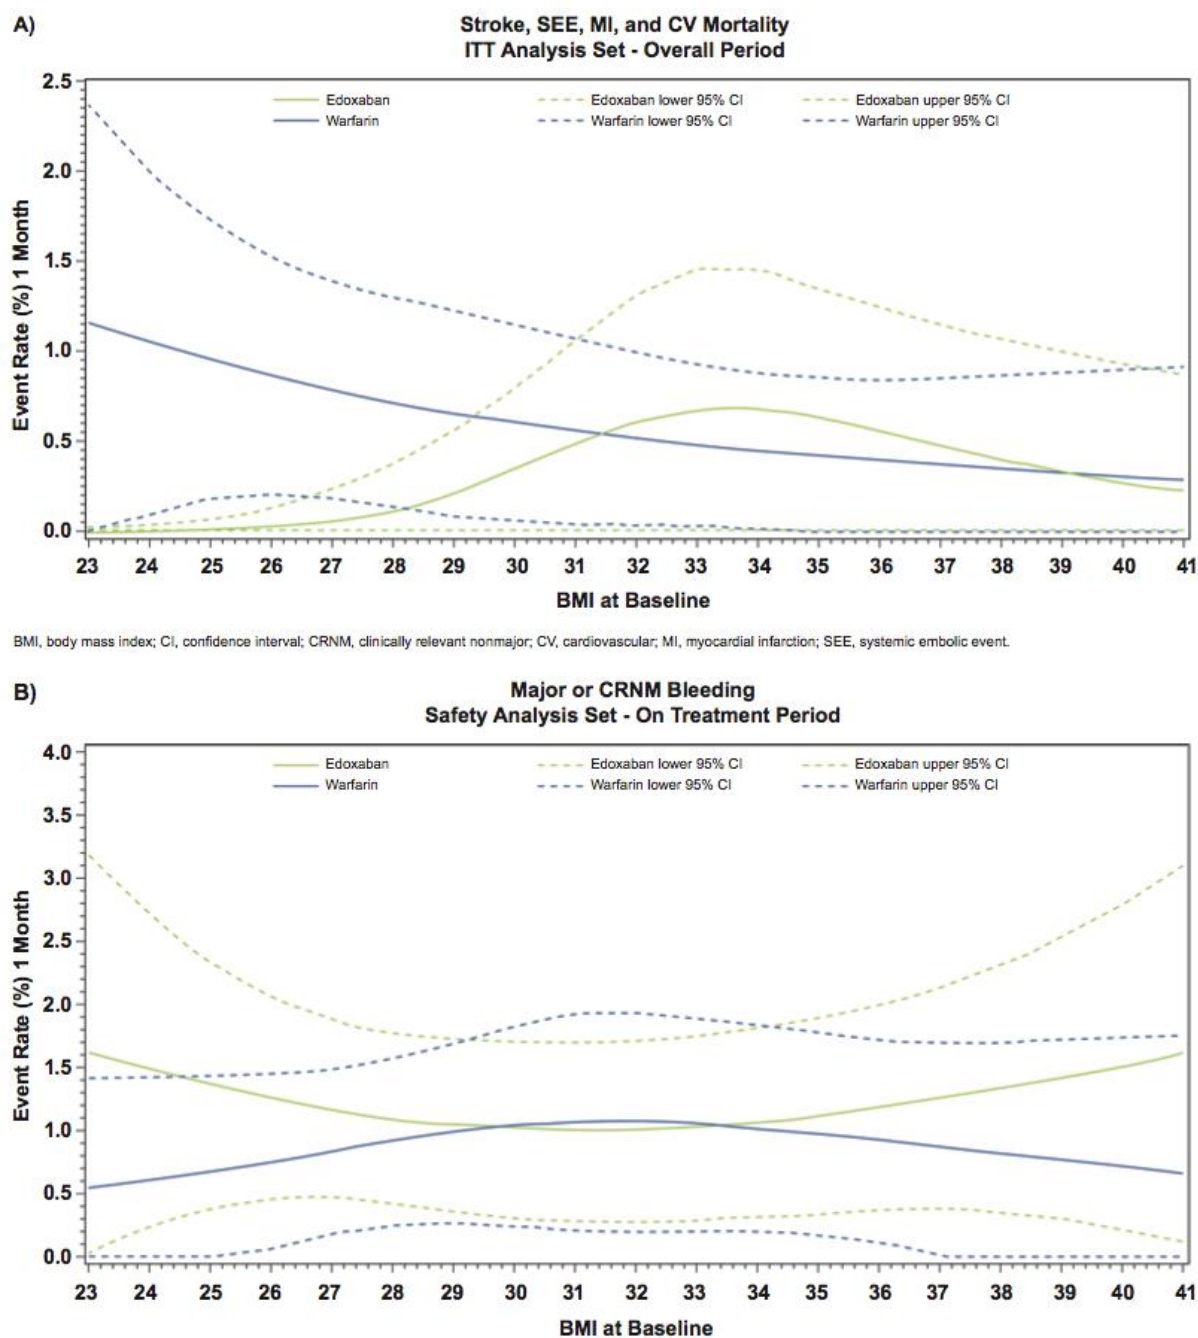 A)
Stroke, SEE, MI, and CV Mortality
ITT Analysis Set - Overall Period
Event Rate (%) 1 Month
2.5
2.0
1.5
1.0
0.5
0.0
Edoxaban
Edoxaban lower 95% CI
Edoxaban upper 95% CI
Warfarin
Warfarin lower 95% CI
Warfarin upper 95% CI
23 24 25 26 27 28 29 30 31 32 33 34 35 36 37 38 39 40 41
BMI at Baseline
BMI, body mass index; CI, confidence interval; CRNM, clinically relevant nonmajor; CV, cardiovascular; MI, myocardial infarction; SEE, systemic embolic event.
B)
Major or CRNM Bleeding
Safety Analysis Set - On Treatment Period
Event Rate (%) 1 Month
4.0
3.5
3.0
2.5
2.0
1.5
1.0
0.5
0.0
Edoxaban
Edoxaban lower 95% CI
Edoxaban upper 95% CI
Warfarin
Warfarin lower 95% CI
Warfarin upper 95% CI
23 24 25 26 27 28 29 30 31 32 33 34 35 36 37 38 39 40 41
BMI at Baseline